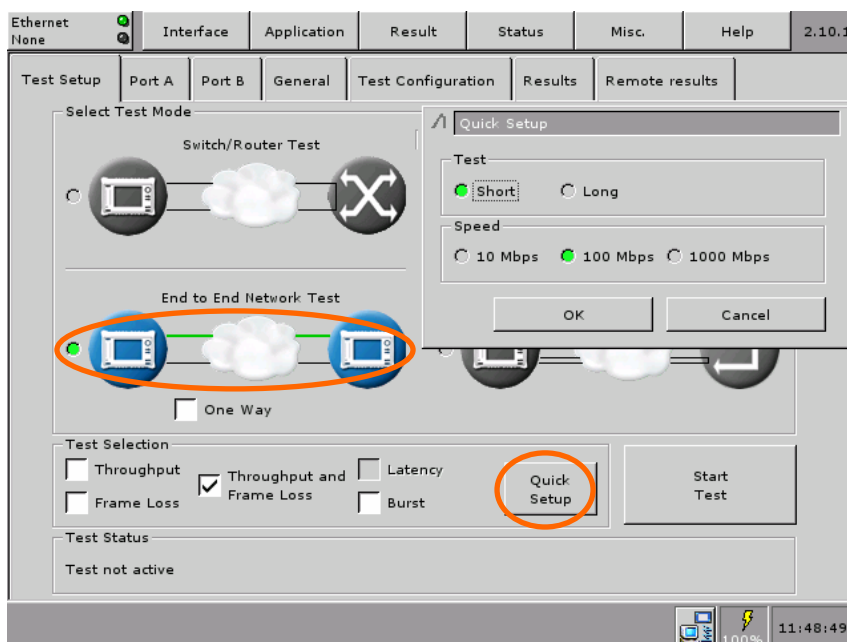 Ethernet
None
Interface
Application
Result
Status
Misc.
Help
2.10.1
Test Setup
Port A
Port B
General
Test Configuration
Results
Remote results
Select Test Mode
Switch/Router Test
Quick Setup
Test
Short
Long
Speed
10 Mbps
100 Mbps
1000 Mbps
OK
Cancel
End to End Network Test
One Way
Test Selection
Throughput
Frame Loss
Throughput and
Frame Loss
Latency
Burst
Quick
Setup
Start
Test
Test Status
Test not active
100%
11:48:49